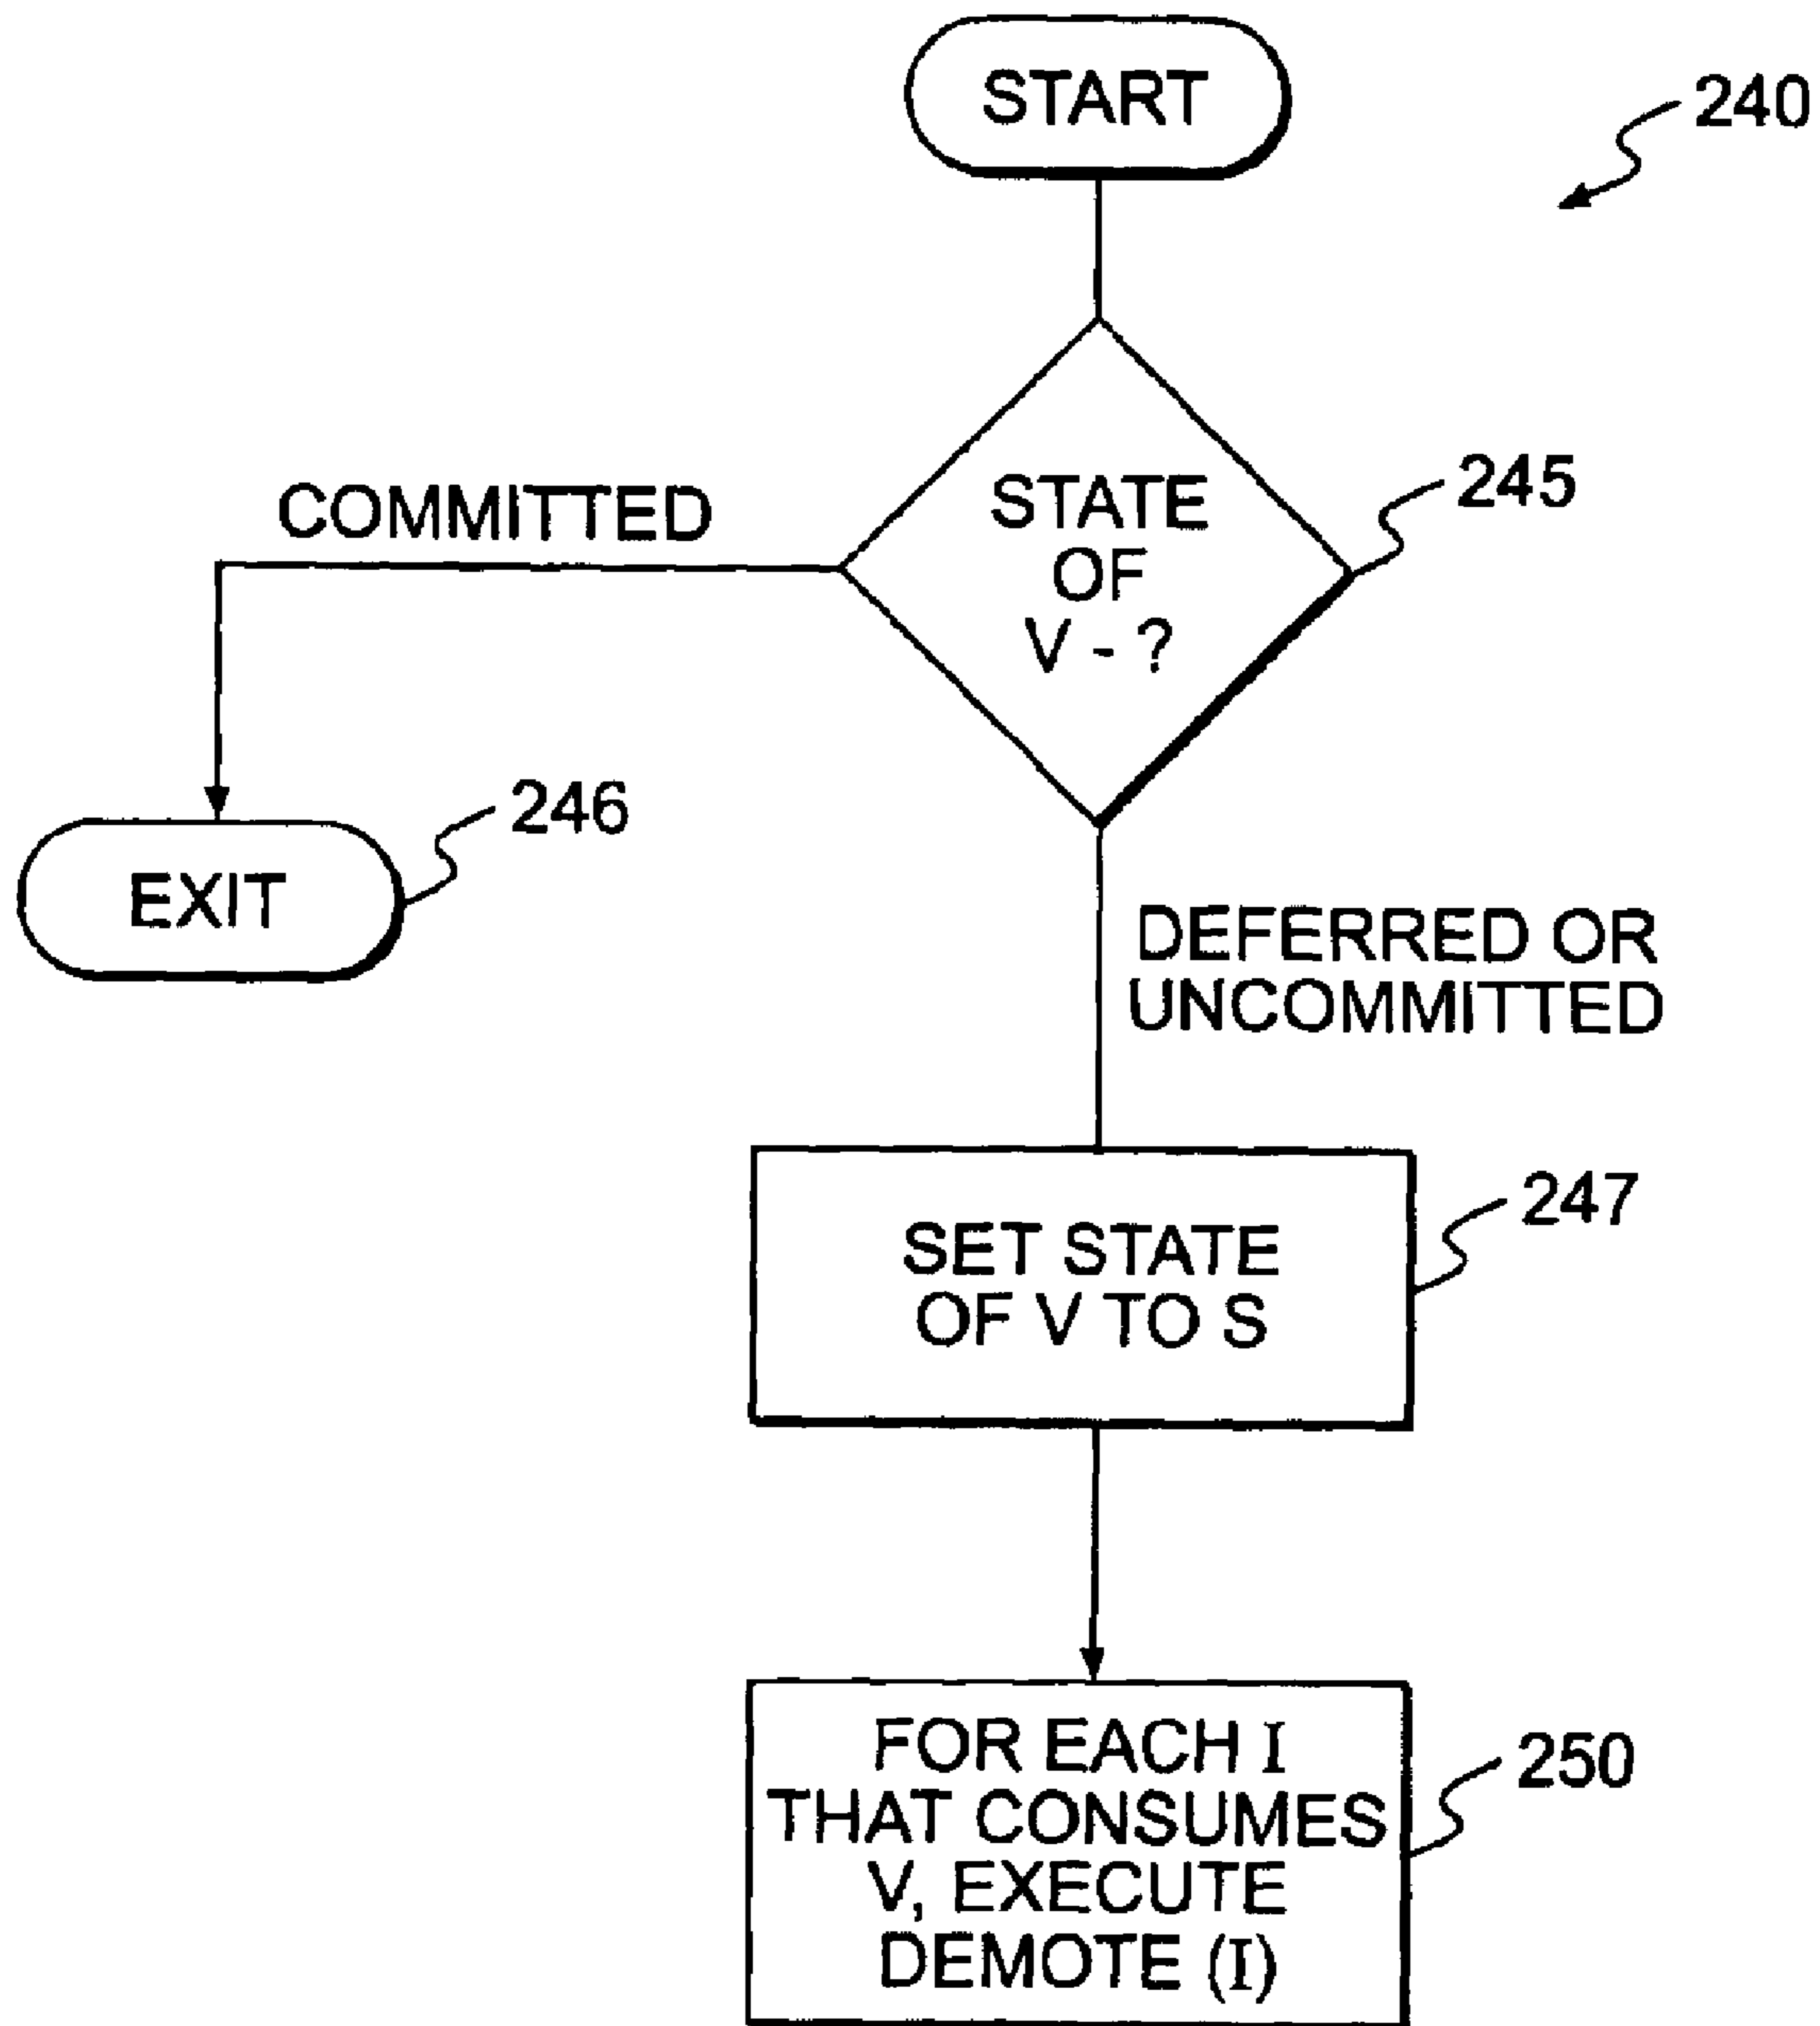 START
240
STATE
OF
V - ?
245
COMMITTED
EXIT
246
DEFERRED OR
UNCOMMITTED
SET STATE
OF V TO S
247
FOR EACH I
THAT CONSUMES
V, EXECUTE
DEMOTE (I)
250